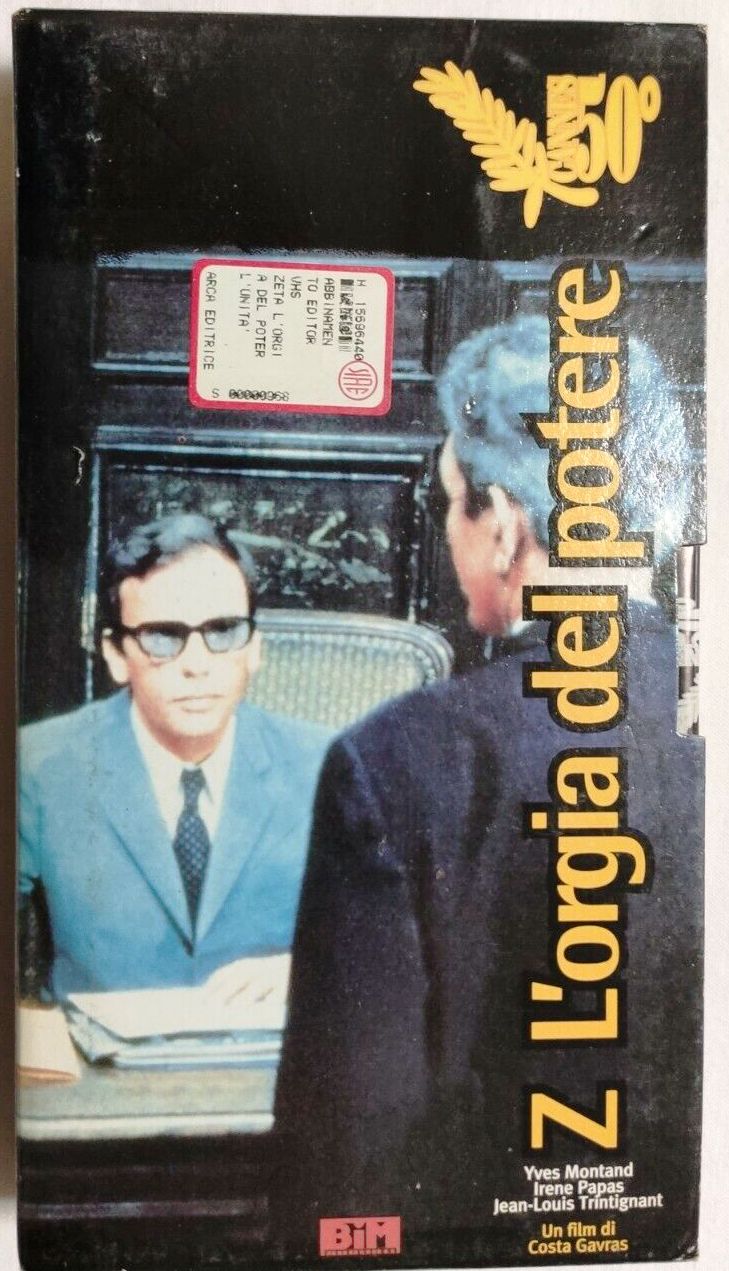 CANNES
50º
H 15596440
SIAE
ABBINAMEN
TO EDITOR
VHS
ZETA L'ORGI
A DEL POTER
L'UNITA'
ARCA EDITRICE
Z L'orgia del potere
Yves Montand
Irene Papas
Jean-Louis Trintignant
Un film di
Costa Gavras
BiM